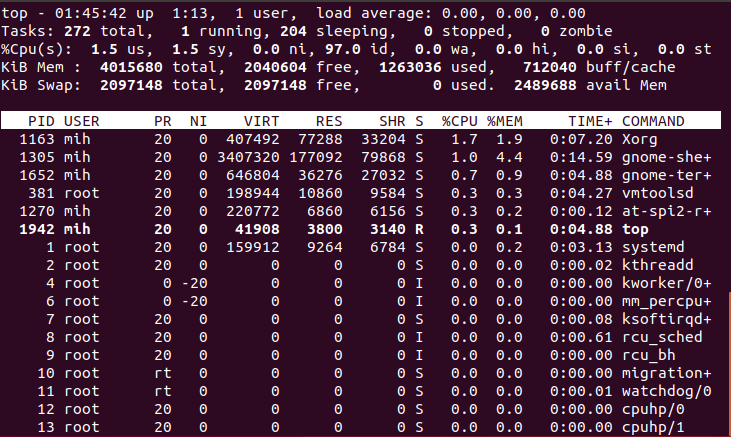 top - 01:45:42 up  1:13,  1 user,  load average: 0.00, 0.00, 0.00
Tasks: 272 total,   1 running, 204 sleeping,   0 stopped,   0 zombie
%Cpu(s):  1.5 us,  1.5 sy,  0.0 ni, 97.0 id,  0.0 wa,  0.0 hi,  0.0 si,  0.0 st
KiB Mem :  4015680 total,  2040604 free,  1263036 used,   712040 buff/cache
KiB Swap:  2097148 total,  2097148 free,        0 used.  2489688 avail Mem
PID USER      PR  NI    VIRT    RES    SHR S  %CPU %MEM     TIME+ COMMAND
1163 mih       20   0  407492  77288  33204 S   1.7  1.9   0:07.20 Xorg
1305 mih       20   0 3407320 177092  79868 S   1.0  4.4   0:14.59 gnome-she+
1652 mih       20   0  646804  36276  27032 S   0.7  0.9   0:04.88 gnome-ter+
381 root      20   0  198944  10860   9584 S   0.3  0.3   0:04.27 vmtoolsd
1270 mih       20   0  220772   6860   6156 S   0.3  0.2   0:00.12 at-spi2-r+
1942 mih       20   0   41908   3800   3140 R   0.3  0.1   0:04.88 top
1 root      20   0  159912   9264   6784 S   0.0  0.2   0:03.13 systemd
2 root      20   0       0      0      0 S   0.0  0.0   0:00.02 kthreadd
4 root       0 -20       0      0      0 I   0.0  0.0   0:00.00 kworker/0+
6 root       0 -20       0      0      0 I   0.0  0.0   0:00.00 mm_percpu+
7 root      20   0       0      0      0 S   0.0  0.0   0:00.08 ksoftirqd+
8 root      20   0       0      0      0 I   0.0  0.0   0:00.61 rcu_sched
9 root      20   0       0      0      0 I   0.0  0.0   0:00.00 rcu_bh
10 root      rt   0       0      0      0 S   0.0  0.0   0:00.00 migration+
11 root      rt   0       0      0      0 S   0.0  0.0   0:00.01 watchdog/0
12 root      20   0       0      0      0 S   0.0  0.0   0:00.00 cpuhp/0
13 root      20   0       0      0      0 S   0.0  0.0   0:00.00 cpuhp/1